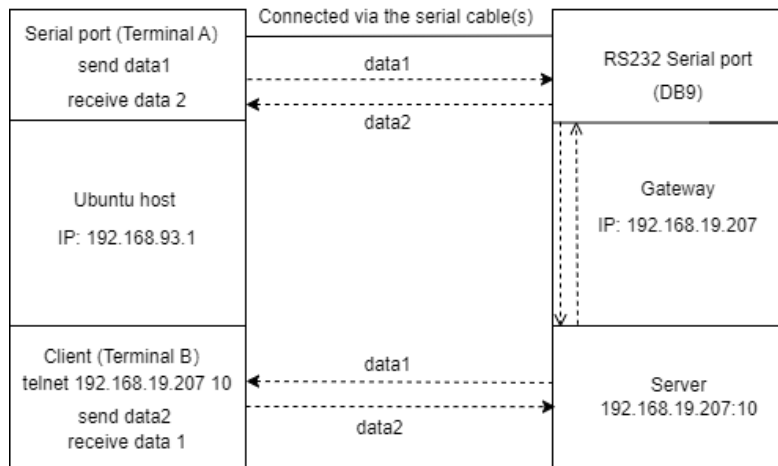 Connected via the serial cable(s)
Serial port (Terminal A)
send data1
receive data 2
data1
data2
RS232 Serial port
(DB9)
Ubuntu host
IP: 192.168.93.1
Gateway
IP: 192.168.19.207
Client (Terminal B)
telnet 192.168.19.207 10
send data2
receive data 1
data1
data2
Server
192.168.19.207:10